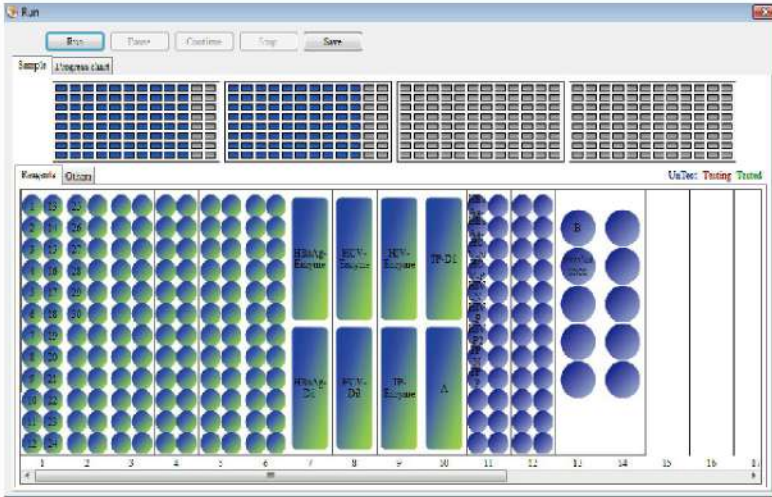 Run
Run Pause Continue Stop Save
Sample Progress chart
Reagents Others UnTest Testing Tested
1 13 25
2 14 26
3 15 27
4 16 28
5 17 29
6 18 30
7 19
8 20
9 21
10 22
11 23
12 24
HBsAg-Enzyme HCV-Enzyme HIV-Enzyme TP-Dil
HBsAg-Dil HCV-Dil TP-Enzyme A
B
1 2 3 4 5 6 7 8 9 10 11 12 13 14 15 16 17